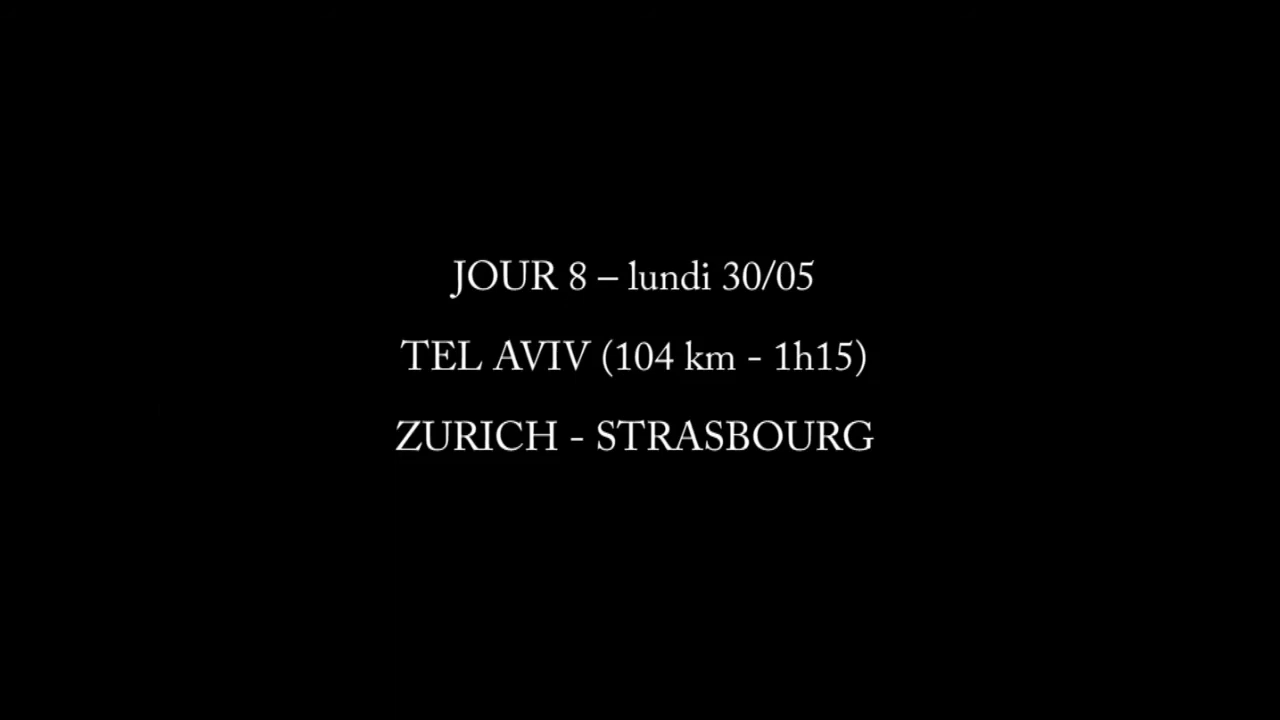 JOUR 8 – lundi 30/05
TEL AVIV (104 km - 1h15)
ZURICH - STRASBOURG